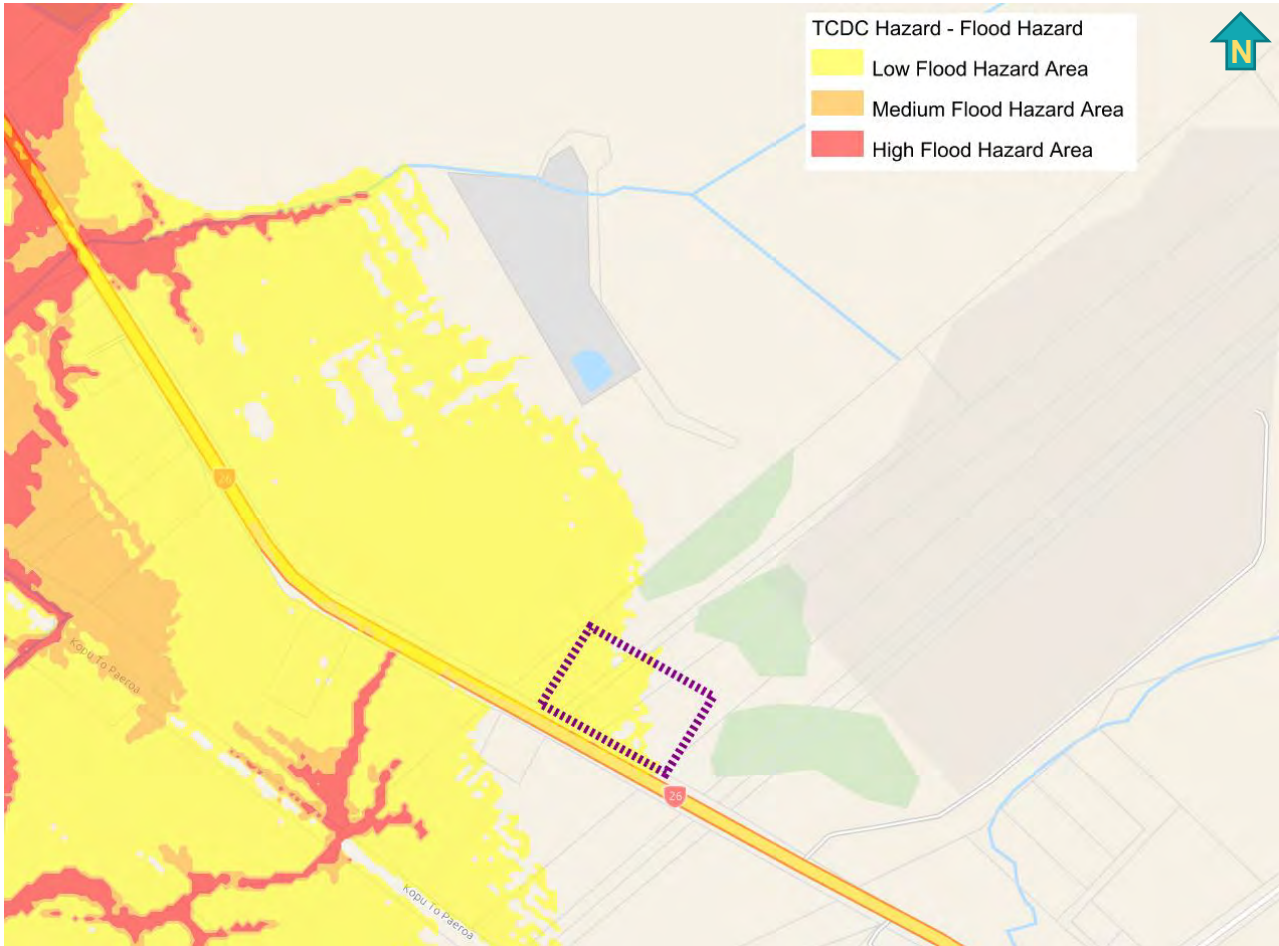 TCDC Hazard - Flood Hazard
Low Flood Hazard Area
Medium Flood Hazard Area
High Flood Hazard Area
N
26
Kopu To Paeroa
26
Kopu To Paeroa